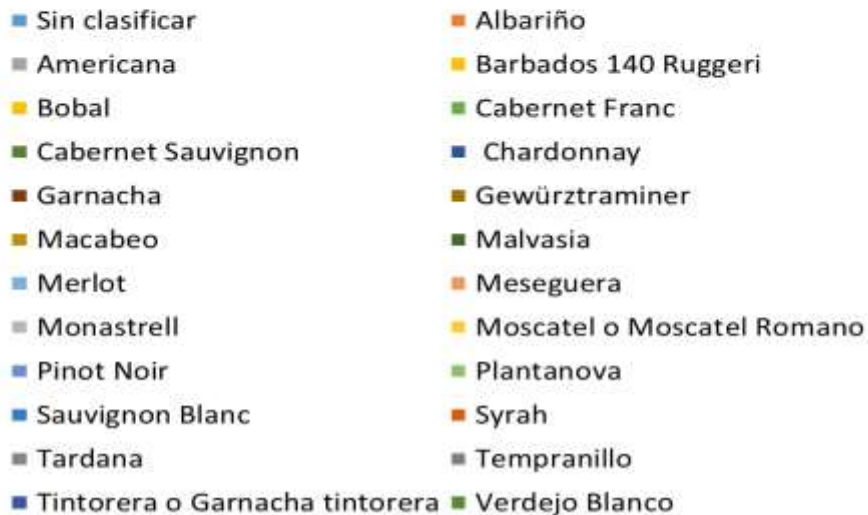 Sin clasificar
Albariño
Americana
Barbados 140 Ruggeri
Bobal
Cabernet Franc
Cabernet Sauvignon
Chardonnay
Garnacha
Gewürztraminer
Macabeo
Malvasia
Merlot
Meseguera
Monastrell
Moscatel o Moscatel Romano
Pinot Noir
Plantanova
Sauvignon Blanc
Syrah
Tardana
Tempranillo
Tintorera o Garnacha tintorera
Verdejo Blanco